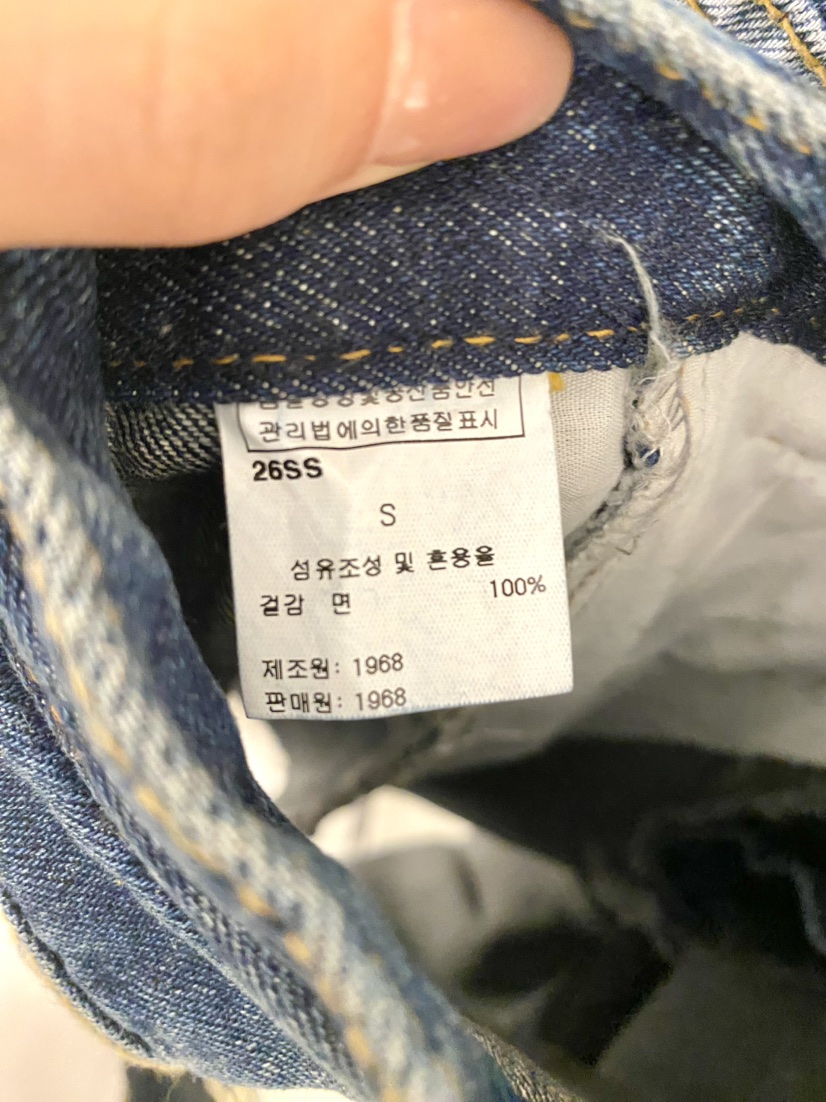 관리법에의한품질표시
26SS
S
섬유조성 및 혼용율
겉감 면 100%
제조원: 1968
판매원: 1968